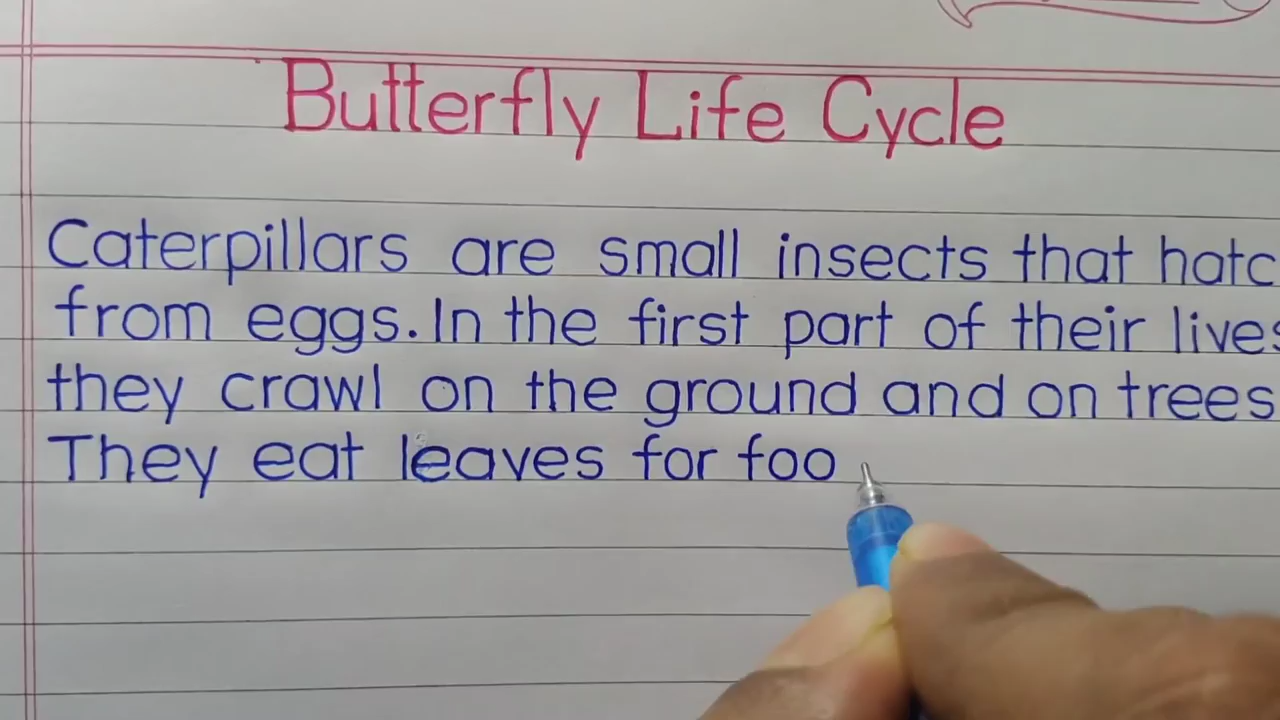 Butterfly Life Cycle
Caterpillars are small insects that hatc
from eggs. In the first part of their lives
they crawl on the ground and on trees
They eat leaves for foo